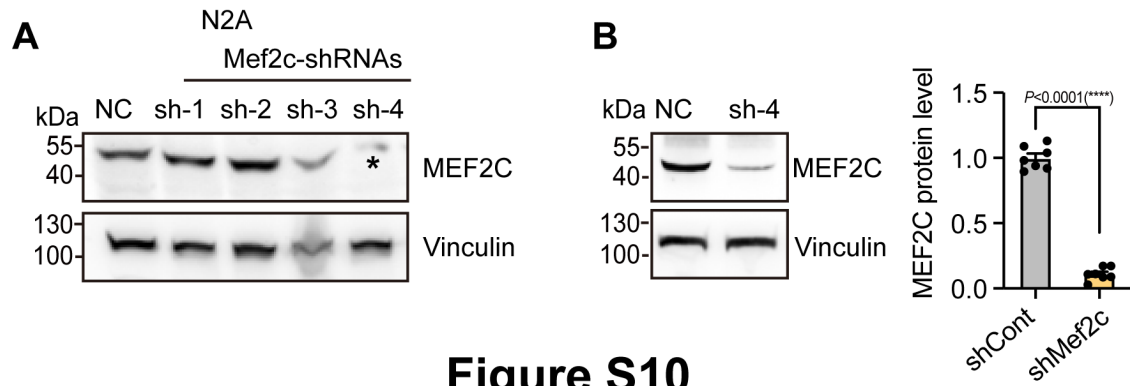 A
N2A
Mef2c-shRNAs
kDa NC sh-1 sh-2 sh-3 sh-4
55-
40-
*
MEF2C
130-
100-
Vinculin
B
kDa NC sh-4
55-
40-
MEF2C
130-
100-
Vinculin
MEF2C protein level
1.5
1.0
0.5
0.0
P<0.0001(****)
shCont
shMef2c
Figure S10